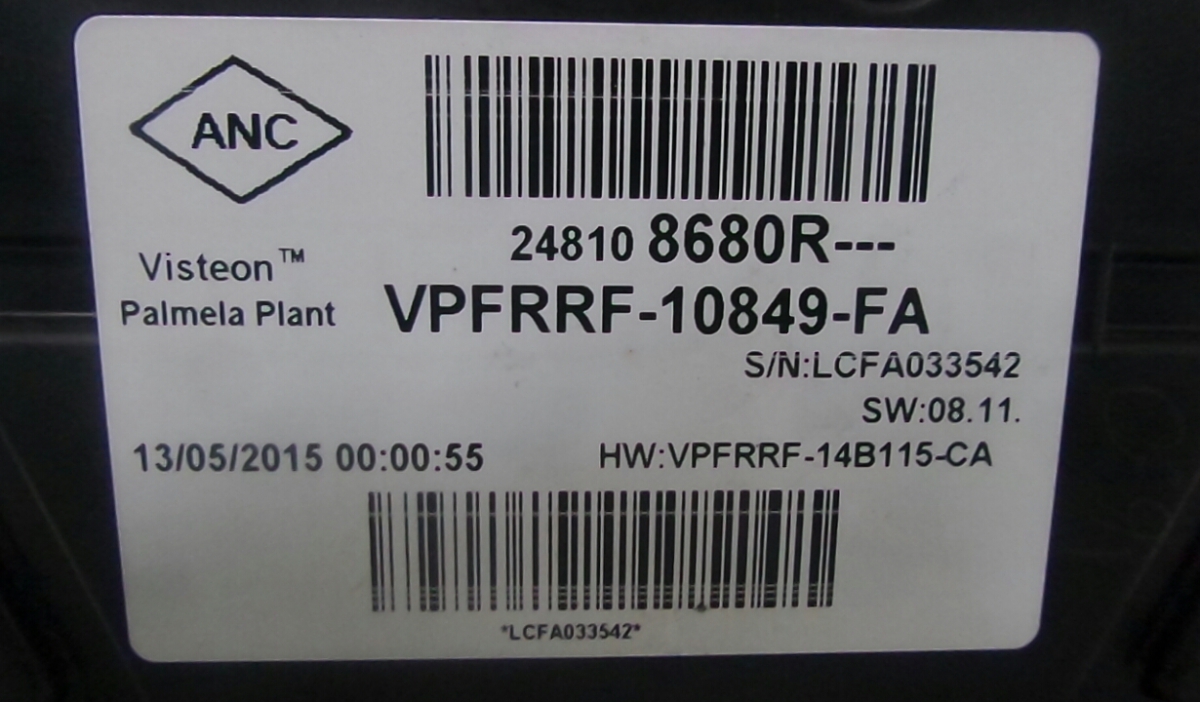 ANC
24810 8680R---
Visteon™
Palmela Plant
VPFRRF-10849-FA
S/N:LCFA033542
SW:08.11.
13/05/2015 00:00:55
HW:VPFRRF-14B115-CA
*LCFA033542*